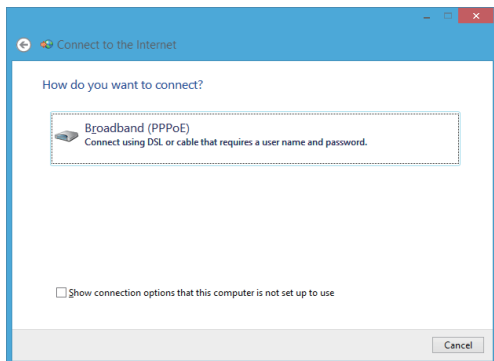 Connect to the Internet
How do you want to connect?
Broadband (PPPoE)
Connect using DSL or cable that requires a user name and password.
Show connection options that this computer is not set up to use
Cancel